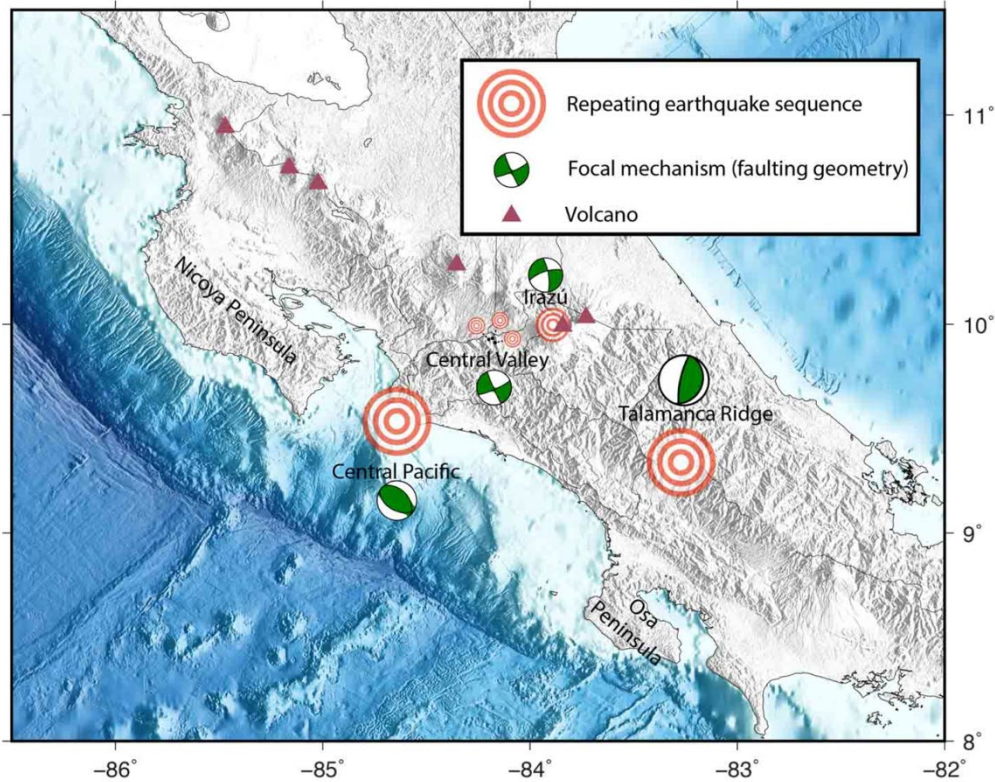 Repeating earthquake sequence
Focal mechanism (faulting geometry)
Volcano
11°
Nicoya Peninsula
Irazú
10°
Central Valley
Talamanca Ridge
Central Pacific
9°
Osa
Peninsula
8°
−86° −85° −84° −83° −82°